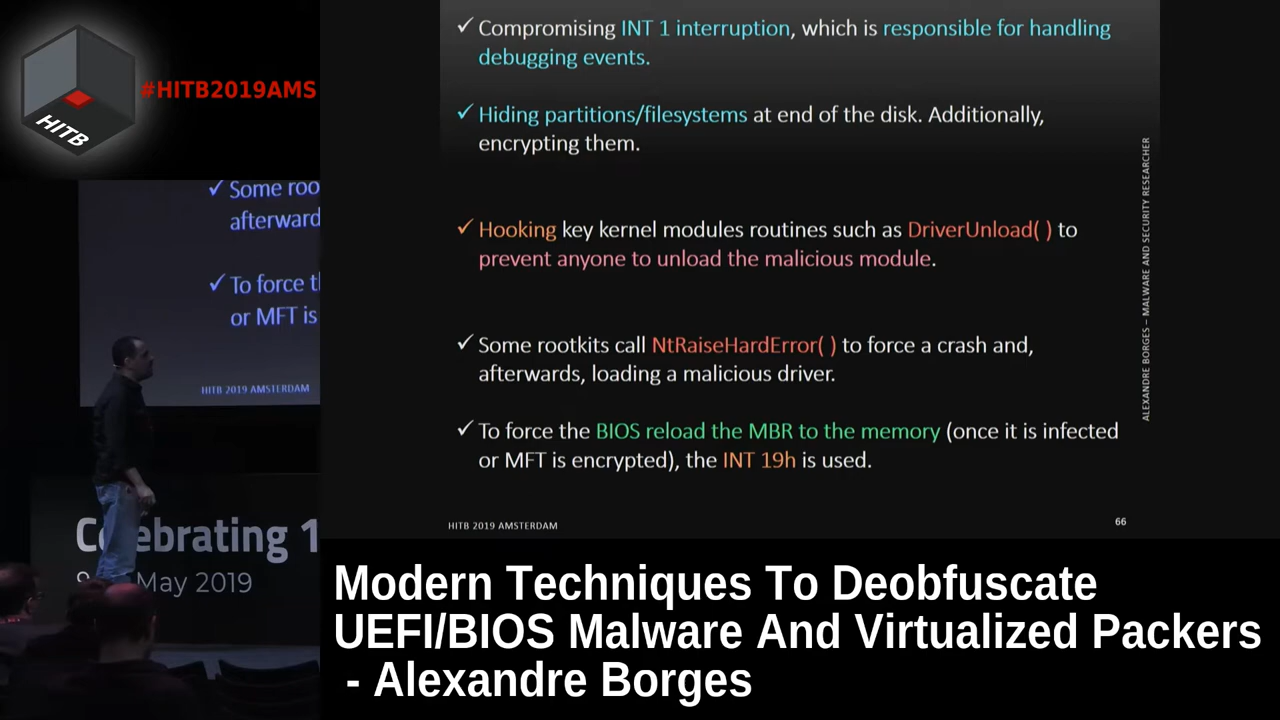 HITB
#HITB2019AMS
✓ Compromising INT 1 interruption, which is responsible for handling
debugging events.
✓ Hiding partitions/filesystems at end of the disk. Additionally,
encrypting them.
✓ Hooking key kernel modules routines such as DriverUnload( ) to
prevent anyone to unload the malicious module.
✓ Some rootkits call NtRaiseHardError( ) to force a crash and,
afterwards, loading a malicious driver.
✓ To force the BIOS reload the MBR to the memory (once it is infected
or MFT is encrypted), the INT 19h is used.
HITB 2019 AMSTERDAM
66
ALEXANDRE BORGES – MALWARE AND SECURITY RESEARCHER
✓ Some roo
afterward
✓ To force t
or MFT is
HITB 2019 AMSTERDAM
ebrating 1
May 2019
Modern Techniques To Deobfuscate
UEFI/BIOS Malware And Virtualized Packers
- Alexandre Borges